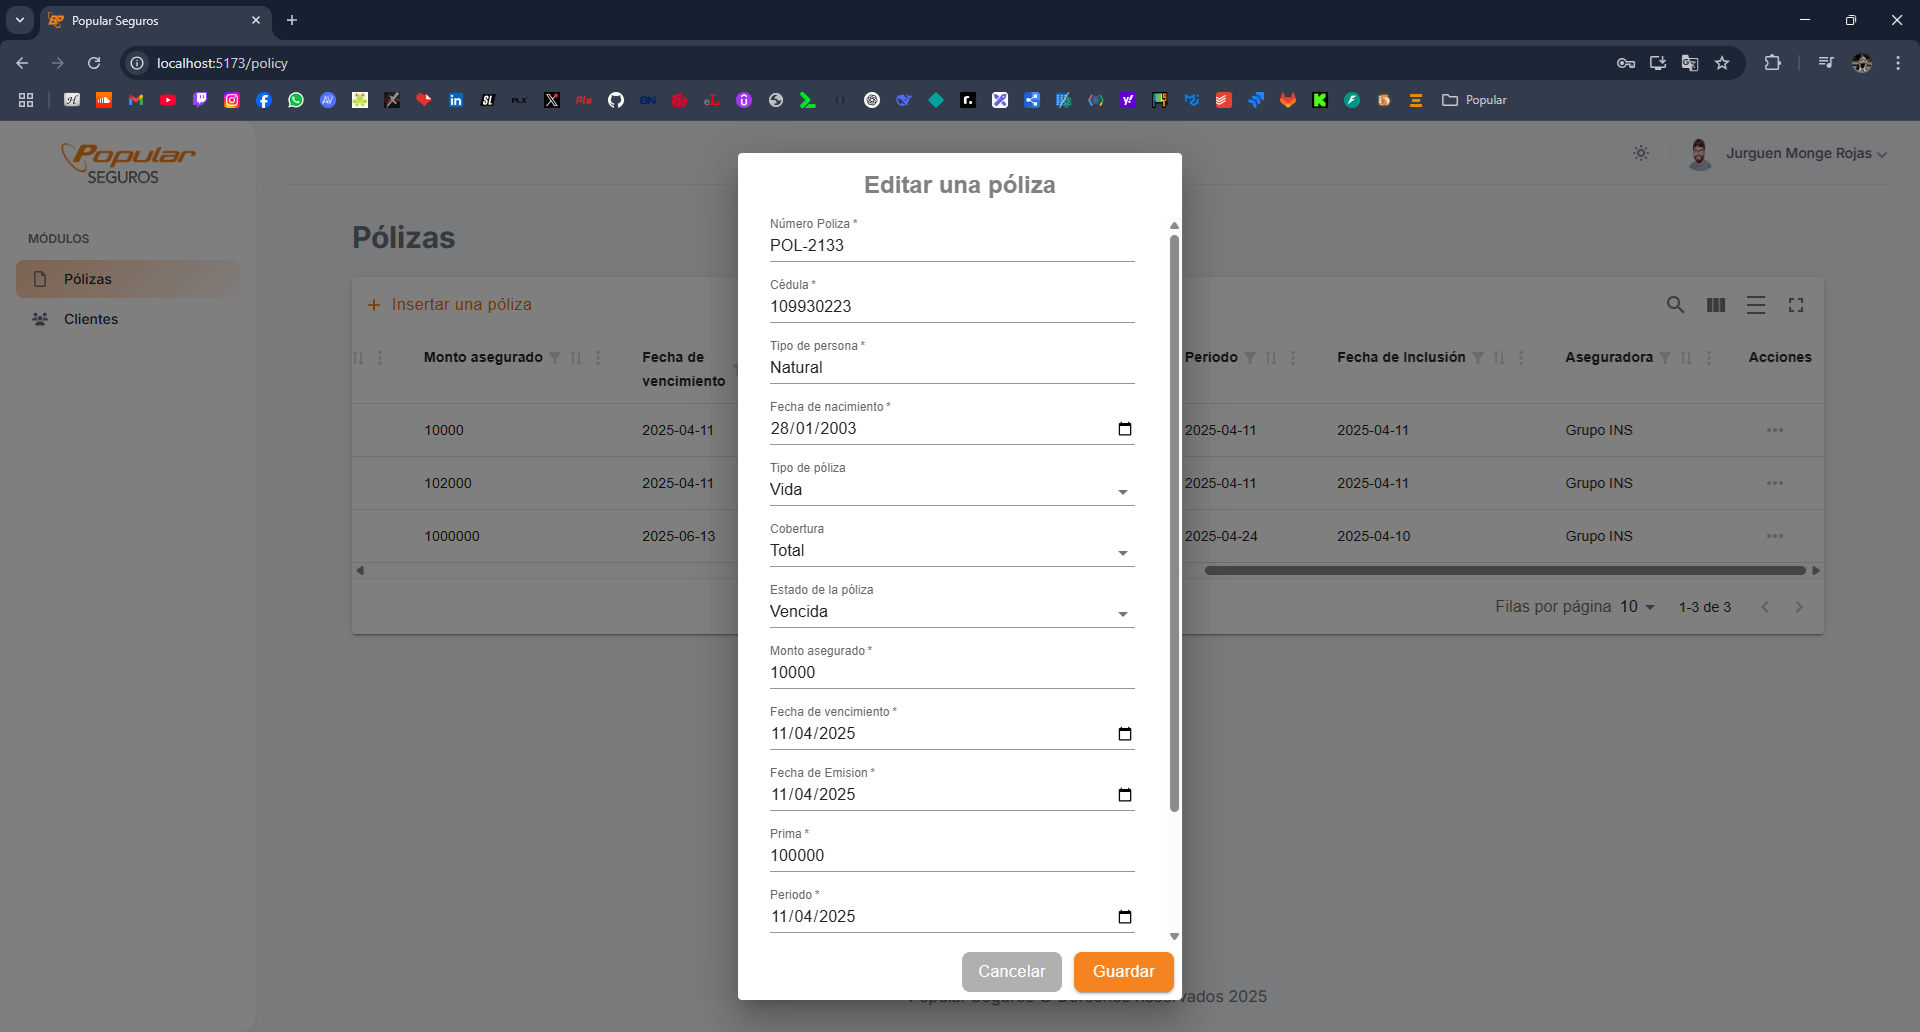 Popular Seguros
localhost:5173/policy
Popular
Popular
SEGUROS
Jurguen Monge Rojas
MÓDULOS
Pólizas
Clientes
Pólizas
+ Insertar una póliza
Monto asegurado
Fecha de
vencimiento
Periodo
Fecha de Inclusión
Aseguradora
Acciones
10000
2025-04-11
2025-04-11
2025-04-11
Grupo INS
102000
2025-04-11
2025-04-11
2025-04-11
Grupo INS
1000000
2025-06-13
2025-04-24
2025-04-10
Grupo INS
Filas por página 10
1-3 de 3
Editar una póliza
Número Poliza *
POL-2133
Cédula *
109930223
Tipo de persona *
Natural
Fecha de nacimiento *
28/01/2003
Tipo de póliza
Vida
Cobertura
Total
Estado de la póliza
Vencida
Monto asegurado *
10000
Fecha de vencimiento *
11/04/2025
Fecha de Emision *
11/04/2025
Prima *
100000
Periodo *
11/04/2025
Cancelar
Guardar
2025